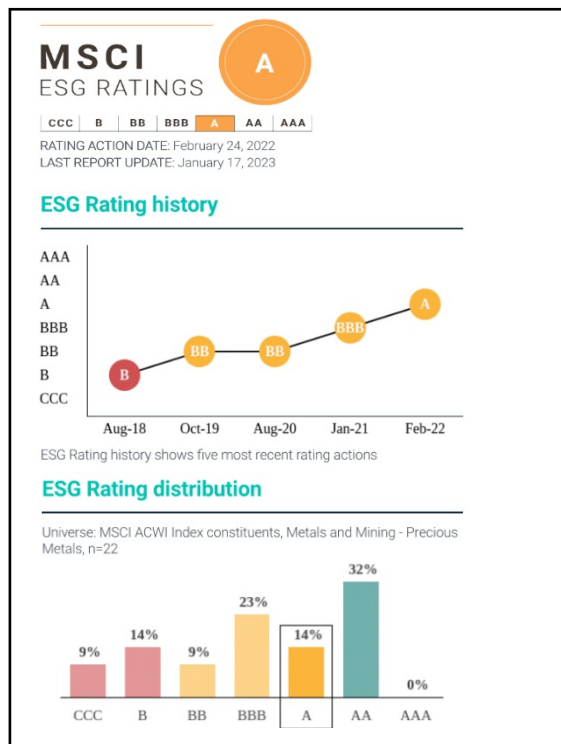 MSCI
ESG RATINGS
A
CCC B BB BBB A AA AAA
RATING ACTION DATE: February 24, 2022
LAST REPORT UPDATE: January 17, 2023
ESG Rating history
AAA
AA
A
BBB
BB
B
CCC
B BB BB BBB A
Aug-18 Oct-19 Aug-20 Jan-21 Feb-22
ESG Rating history shows five most recent rating actions
ESG Rating distribution
Universe: MSCI ACWI Index constituents, Metals and Mining - Precious
Metals, n=22
9% 14% 9% 23% 14% 32% 0%
CCC B BB BBB A AA AAA